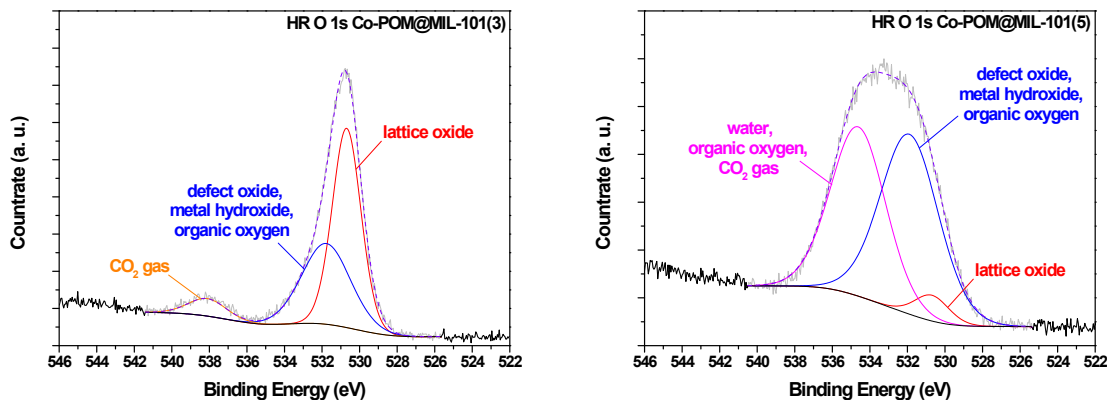 HR O 1s Co-POM@MIL-101(3)
lattice oxide
defect oxide,
metal hydroxide,
organic oxygen
CO₂ gas
Countrate (a. u.)
546 544 542 540 538 536 534 532 530 528 526 524 522
Binding Energy (eV)
HR O 1s Co-POM@MIL-101(5)
defect oxide,
metal hydroxide,
organic oxygen
water,
organic oxygen,
CO₂ gas
lattice oxide
Countrate (a. u.)
546 544 542 540 538 536 534 532 530 528 526 524 522
Binding Energy (eV)